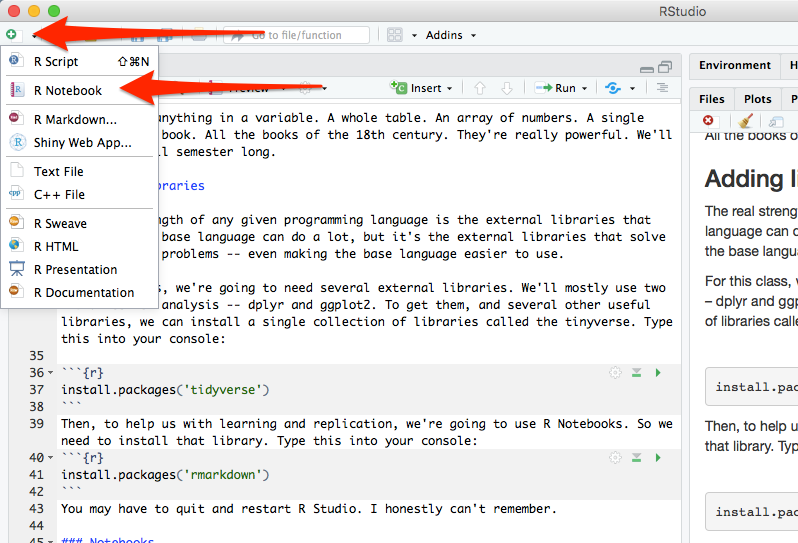 RStudio
Go to file/function
Addins
R Script ⇧⌘N
R Notebook
R Markdown...
Shiny Web App...
Text File
C++ File
R Sweave
R HTML
R Presentation
R Documentation
Preview
Insert
Run
nything in a variable. A whole table. An array of numbers. A single
book. All the books of the 18th century. They're really powerful. We'll
l semester long.
raries
ngth of any given programming language is the external libraries that
base language can do a lot, but it's the external libraries that solve
problems -- even making the base language easier to use.
s, we're going to need several external libraries. We'll mostly use two
analysis -- dplyr and ggplot2. To get them, and several other useful
libraries, we can install a single collection of libraries called the tinyverse. Type
this into your console:
35
36 ```{r}
37 install.packages('tidyverse')
38 ```
39 Then, to help us with learning and replication, we're going to use R Notebooks. So we
need to install that library. Type this into your console:
40 ```{r}
41 install.packages('rmarkdown')
42 ```
43 You may have to quit and restart R Studio. I honestly can't remember.
44
45 ### Notebooks
Environment H
Files Plots P
All the books o
Adding li
The real streng
language can d
the base langua
For this class, w
– dplyr and ggp
of libraries calle
install.pac
Then, to help u
that library. Typ
install.pac